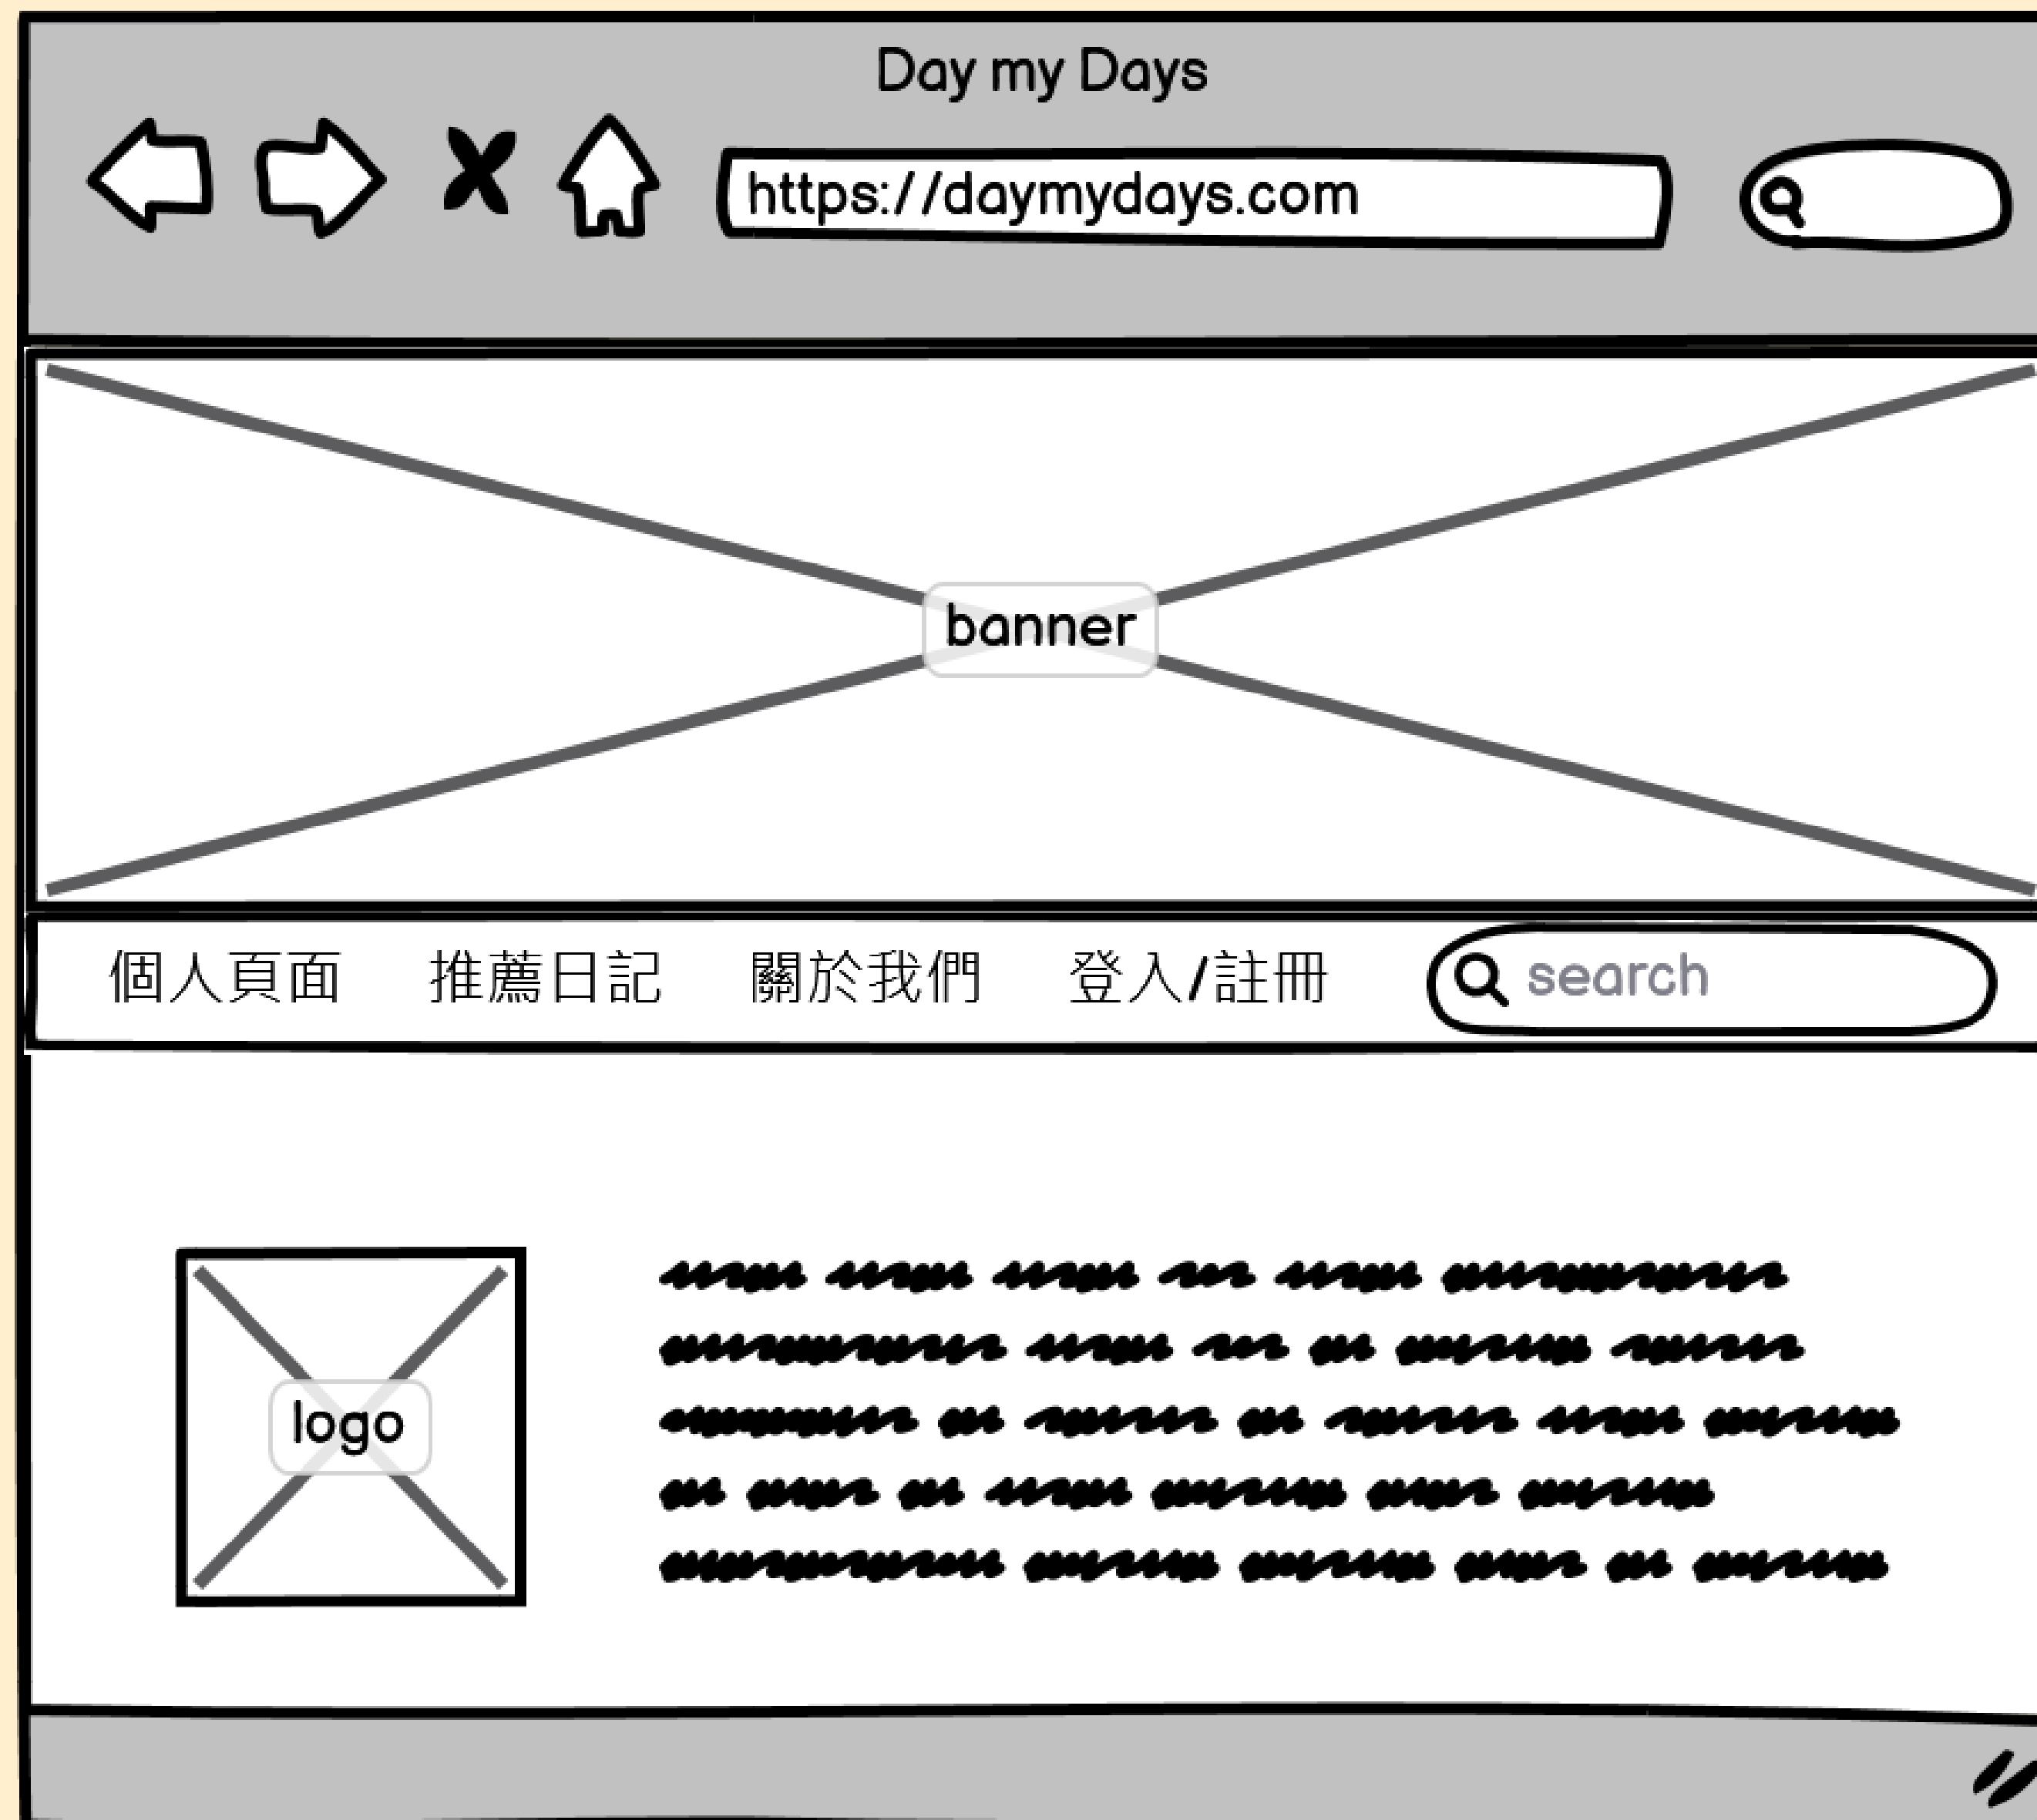 Day my Days
https://daymydays.com
banner
個人頁面 推薦日記 關於我們 登入/註冊 search
logo